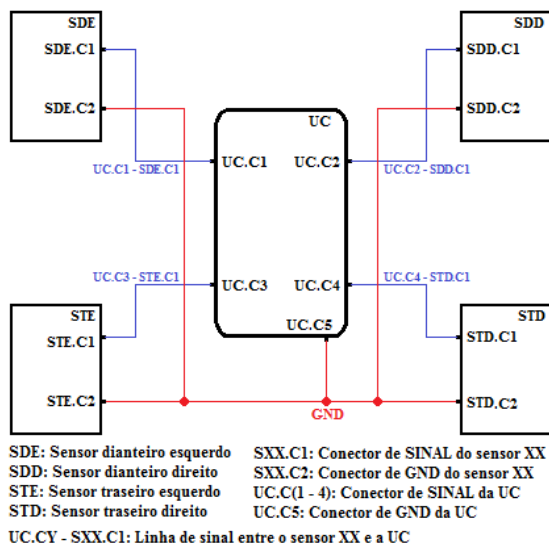 SDE
SDD
SDE.C1
SDD.C1
SDE.C2
SDD.C2
UC
UC.C1
UC.C2
UC.C1 - SDE.C1
UC.C2 - SDD.C1
UC.C3 - STE.C1
UC.C4 - STD.C1
UC.C3
UC.C4
STE
STD
UC.C5
STE.C1
STD.C1
STE.C2
STD.C2
GND
SDE: Sensor dianteiro esquerdo
SXX.C1: Conector de SINAL do sensor XX
SDD: Sensor dianteiro direito
SXX.C2: Conector de GND do sensor XX
STE: Sensor traseiro esquerdo
UC.C(1 - 4): Conector de SINAL da UC
STD: Sensor traseiro direito
UC.C5: Conector de GND da UC
UC.CY - SXX.C1: Linha de sinal entre o sensor XX e a UC